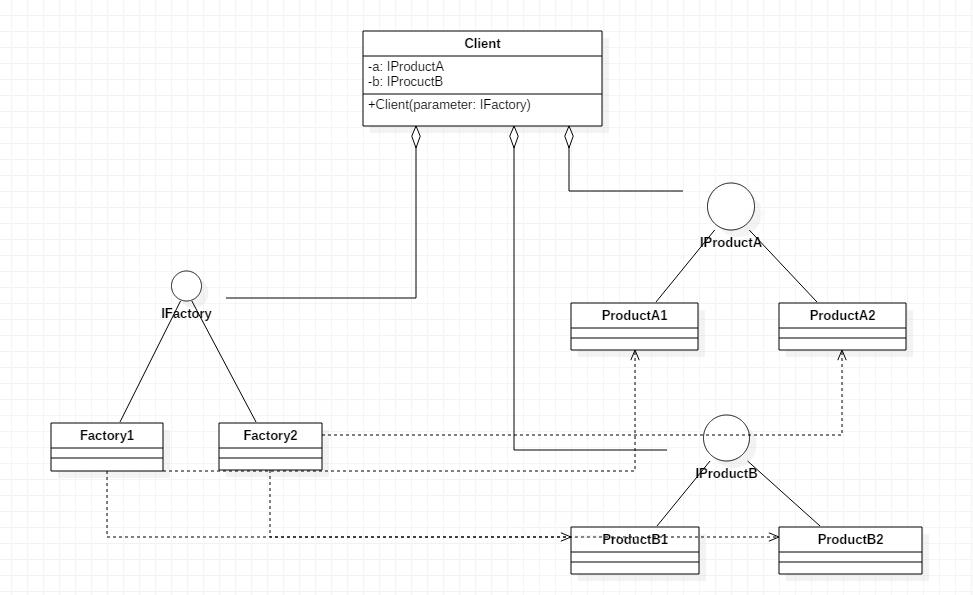 Client
-a: IProductA
-b: IProcuctB
+Client(parameter: IFactory)
IProductA
IFactory
ProductA1
ProductA2
Factory1
Factory2
IProductB
ProductB1
ProductB2